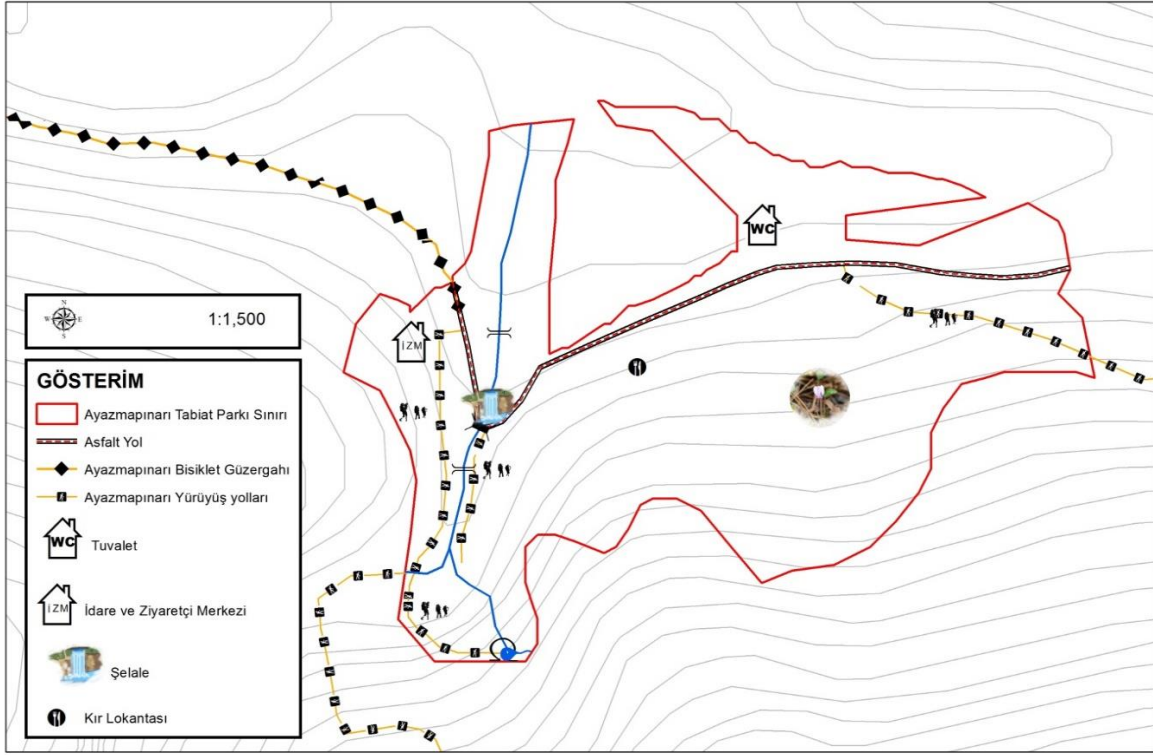 WC
İZM
N
W E
S
1:1,500
GÖSTERİM
Ayazmapınarı Tabiat Parkı Sınırı
Asfalt Yol
Ayazmapınarı Bisiklet Güzergahı
Ayazmapınarı Yürüyüş yolları
WC
Tuvalet
İZM
İdare ve Ziyaretçi Merkezi
Şelale
Kır Lokantası